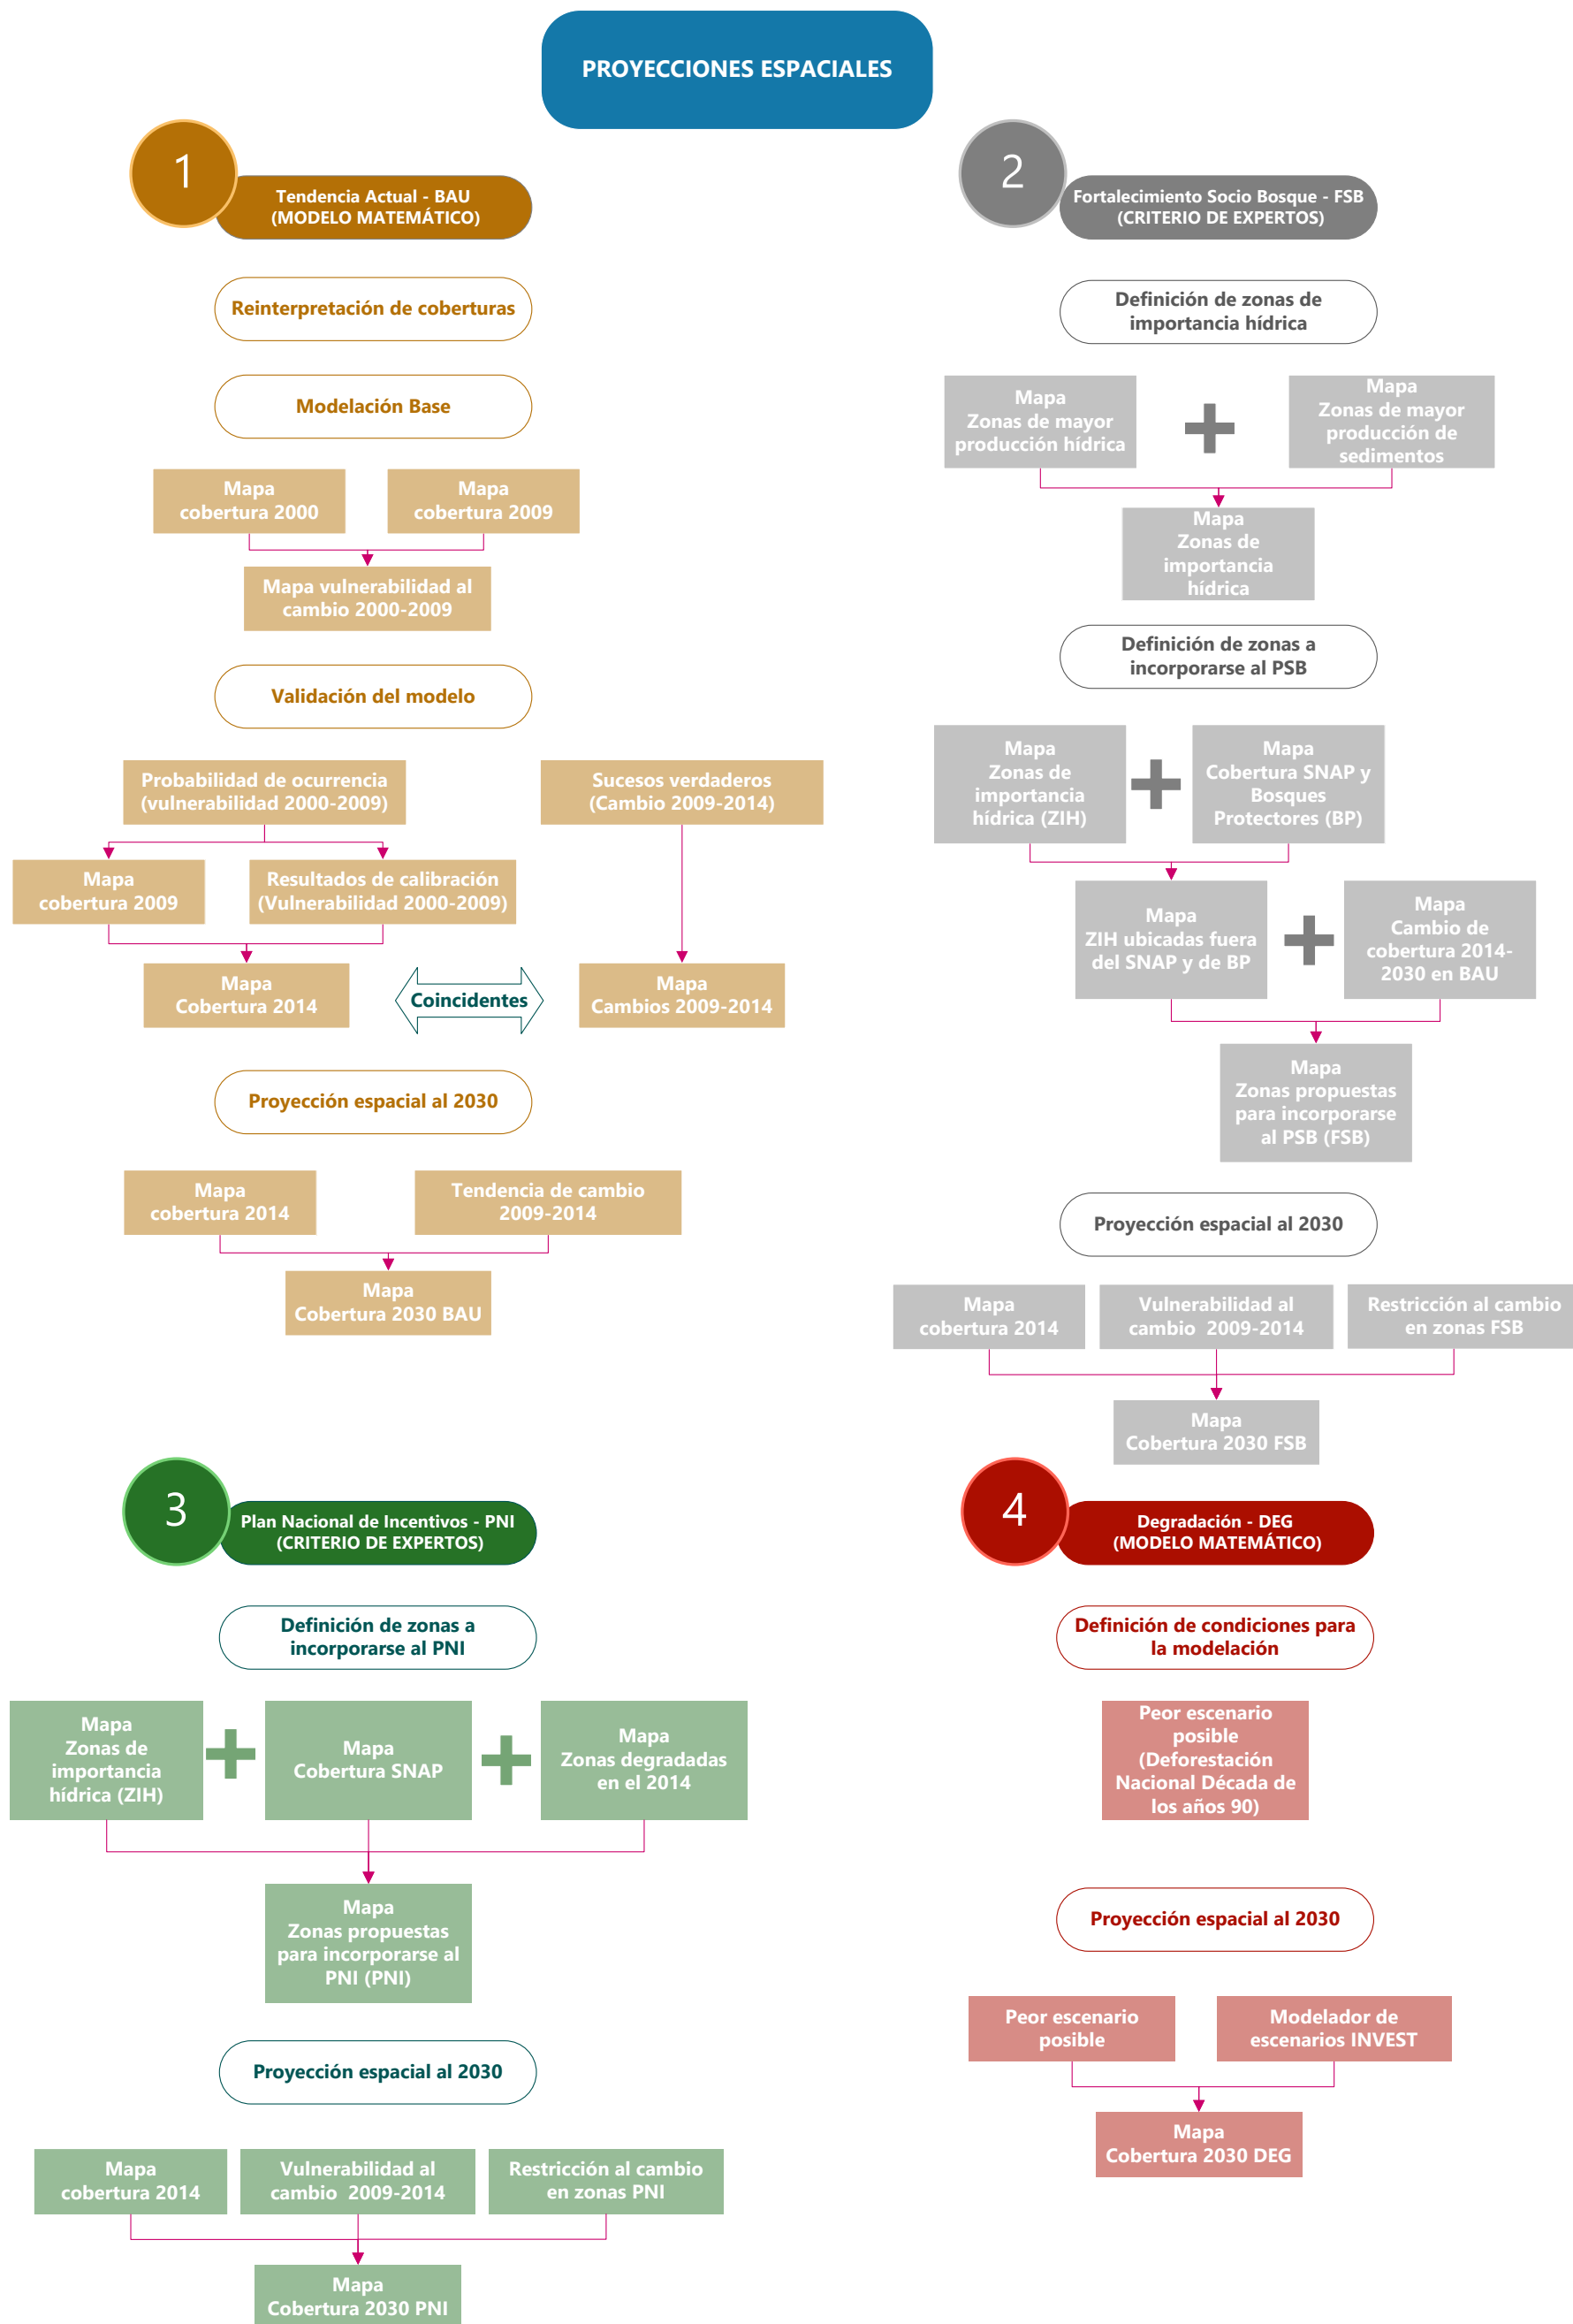 PROYECCIONES ESPACIALES
1
Tendencia Actual - BAU
(MODELO MATEMÁTICO)
Reinterpretación de coberturas
Modelación Base
Mapa
cobertura 2000
Mapa
cobertura 2009
Mapa vulnerabilidad al
cambio 2000-2009
Validación del modelo
Probabilidad de ocurrencia
(vulnerabilidad 2000-2009)
Sucesos verdaderos
(Cambio 2009-2014)
Mapa
cobertura 2009
Resultados de calibración
(Vulnerabilidad 2000-2009)
Mapa
Cobertura 2014
Coincidentes
Mapa
Cambios 2009-2014
Proyección espacial al 2030
Mapa
cobertura 2014
Tendencia de cambio
2009-2014
Mapa
Cobertura 2030 BAU
2
Fortalecimiento Socio Bosque - FSB
(CRITERIO DE EXPERTOS)
Definición de zonas de
importancia hídrica
Mapa
Zonas de mayor
producción hídrica
Mapa
Zonas de mayor
producción de
sedimentos
Mapa
Zonas de
importancia
hídrica
Definición de zonas a
incorporarse al PSB
Mapa
Zonas de
importancia
hídrica (ZIH)
Mapa
Cobertura SNAP y
Bosques
Protectores (BP)
Mapa
ZIH ubicadas fuera
del SNAP y de BP
Mapa
Cambio de
cobertura 2014-
2030 en BAU
Mapa
Zonas propuestas
para incorporarse
al PSB (FSB)
Proyección espacial al 2030
Mapa
cobertura 2014
Vulnerabilidad al
cambio  2009-2014
Restricción al cambio
en zonas FSB
Mapa
Cobertura 2030 FSB
3
Plan Nacional de Incentivos - PNI
(CRITERIO DE EXPERTOS)
Definición de zonas a
incorporarse al PNI
Mapa
Zonas de
importancia
hídrica (ZIH)
Mapa
Cobertura SNAP
Mapa
Zonas degradadas
en el 2014
Mapa
Zonas propuestas
para incorporarse al
PNI (PNI)
Proyección espacial al 2030
Mapa
cobertura 2014
Vulnerabilidad al
cambio  2009-2014
Restricción al cambio
en zonas PNI
Mapa
Cobertura 2030 PNI
4
Degradación - DEG
(MODELO MATEMÁTICO)
Definición de condiciones para
la modelación
Peor escenario
posible
(Deforestación
Nacional Década de
los años 90)
Proyección espacial al 2030
Peor escenario
posible
Modelador de
escenarios INVEST
Mapa
Cobertura 2030 DEG